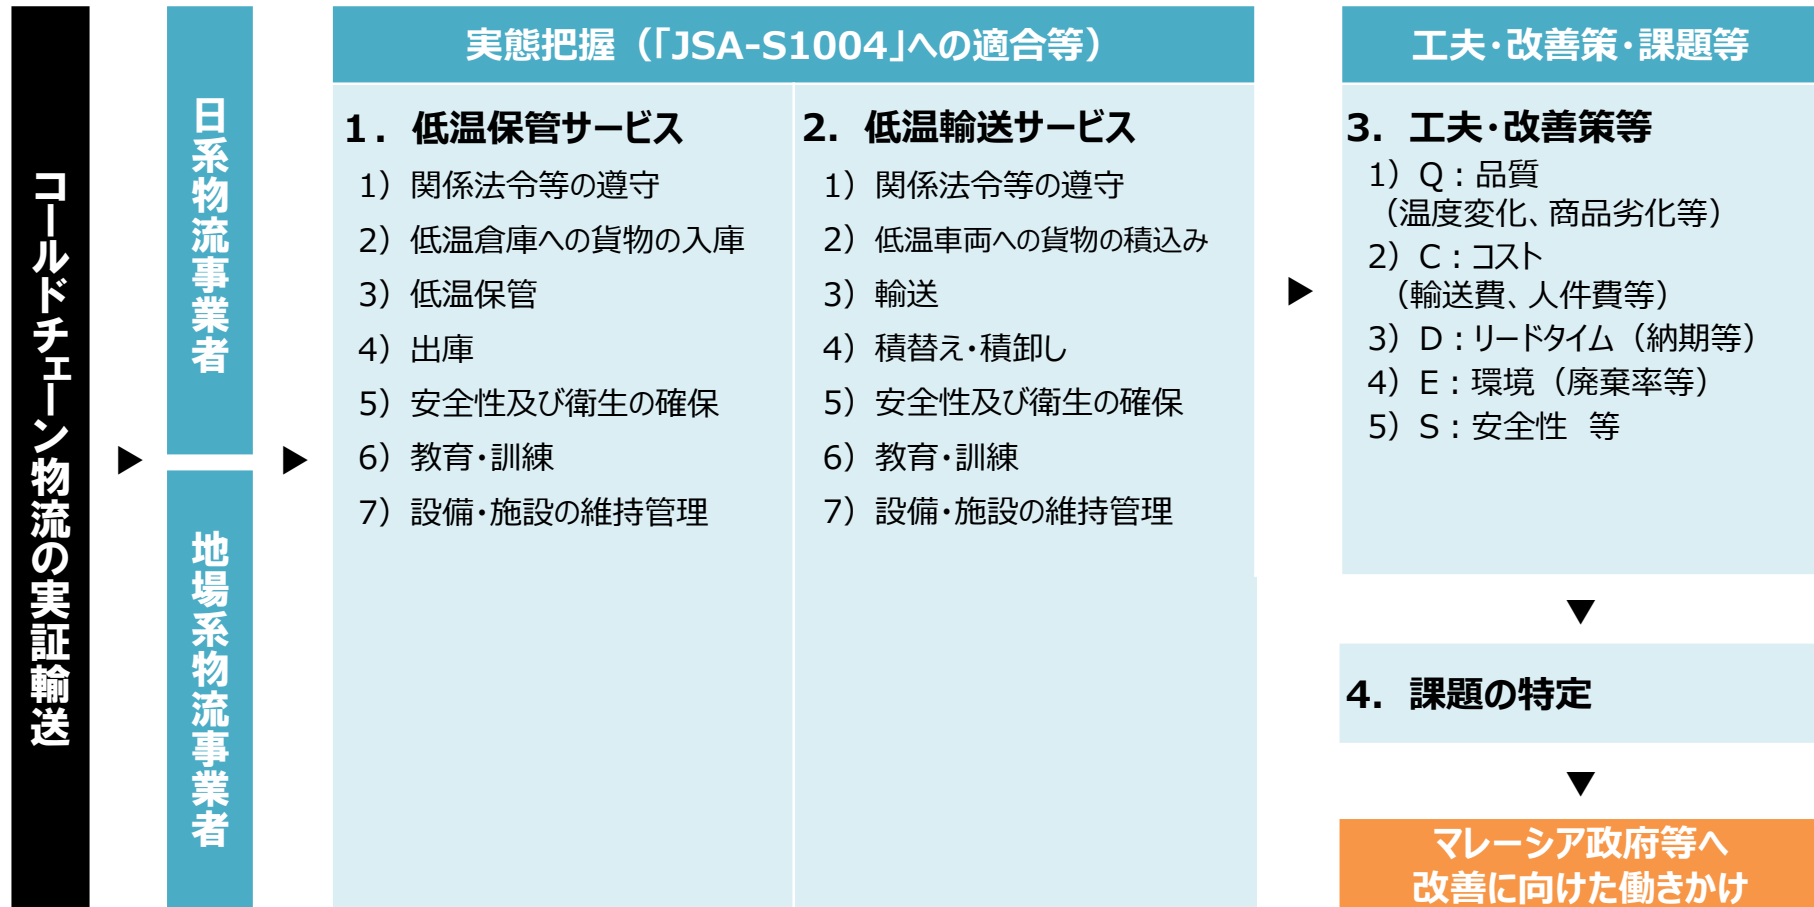 コールドチェーン物流の実証輸送
▶
日系物流事業者
地場系物流事業者
▶
実態把握（「JSA-S1004」への適合等）
1．低温保管サービス
1）関係法令等の遵守
2）低温倉庫への貨物の入庫
3）低温保管
4）出庫
5）安全性及び衛生の確保
6）教育・訓練
7）設備・施設の維持管理
2．低温輸送サービス
1）関係法令等の遵守
2）低温車両への貨物の積込み
3）輸送
4）積替え・積卸し
5）安全性及び衛生の確保
6）教育・訓練
7）設備・施設の維持管理
▶
工夫・改善策・課題等
3．工夫・改善策等
1）Q：品質
（温度変化、商品劣化等）
2）C：コスト
（輸送費、人件費等）
3）D：リードタイム（納期等）
4）E：環境（廃棄率等）
5）S：安全性　等
▼
4．課題の特定
▼
マレーシア政府等へ
改善に向けた働きかけ